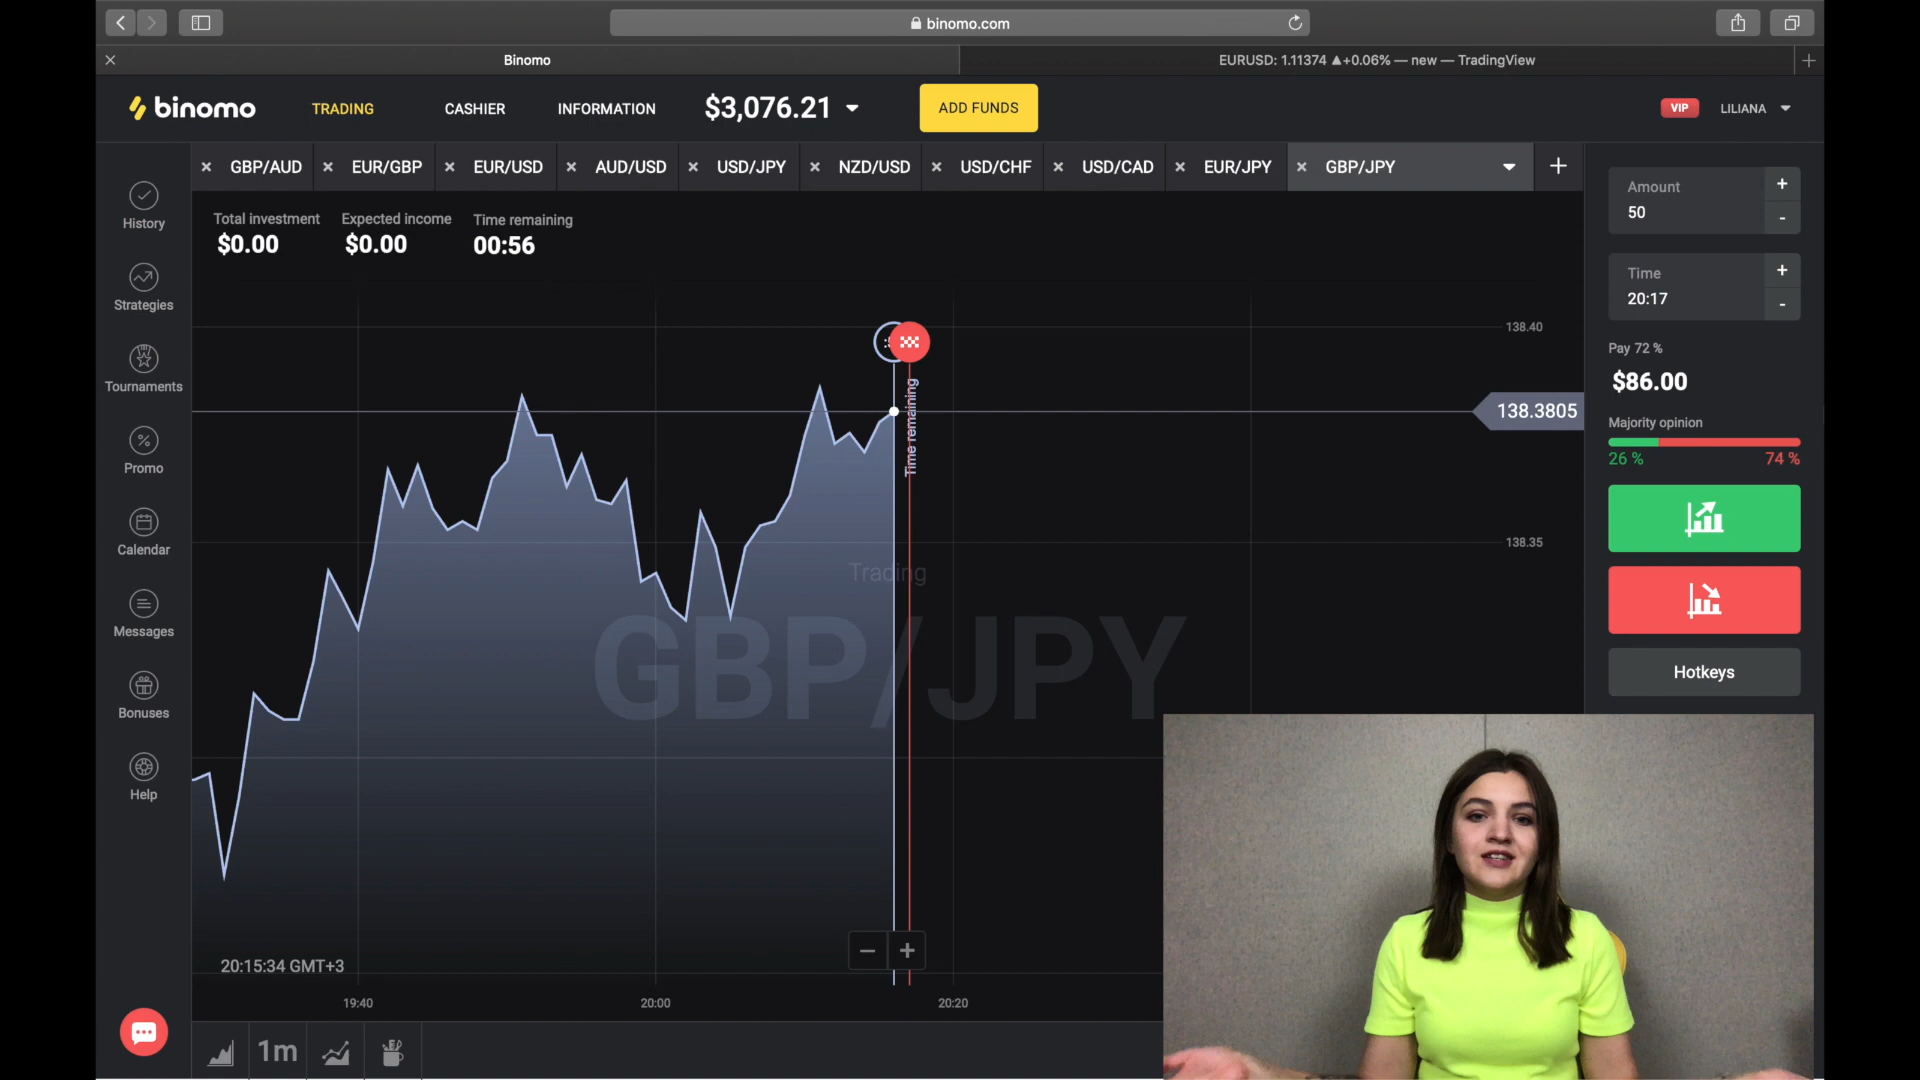 binomo.com
Binomo
EURUSD: 1.11374 ▲+0.06% — new — TradingView
binomo
TRADING
CASHIER
INFORMATION
$3,076.21
ADD FUNDS
VIP
LILIANA
GBP/AUD
EUR/GBP
EUR/USD
AUD/USD
USD/JPY
NZD/USD
USD/CHF
USD/CAD
EUR/JPY
GBP/JPY
History
Strategies
Tournaments
Promo
Calendar
Messages
Bonuses
Help
Total investment
$0.00
Expected income
$0.00
Time remaining
00:56
138.40
138.3805
138.35
Time remaining
Trading
GBP/JPY
20:15:34 GMT+3
19:40
20:00
20:20
1m
Amount
50
+
-
Time
20:17
+
-
Pay 72 %
$86.00
Majority opinion
26 %
74 %
Hotkeys